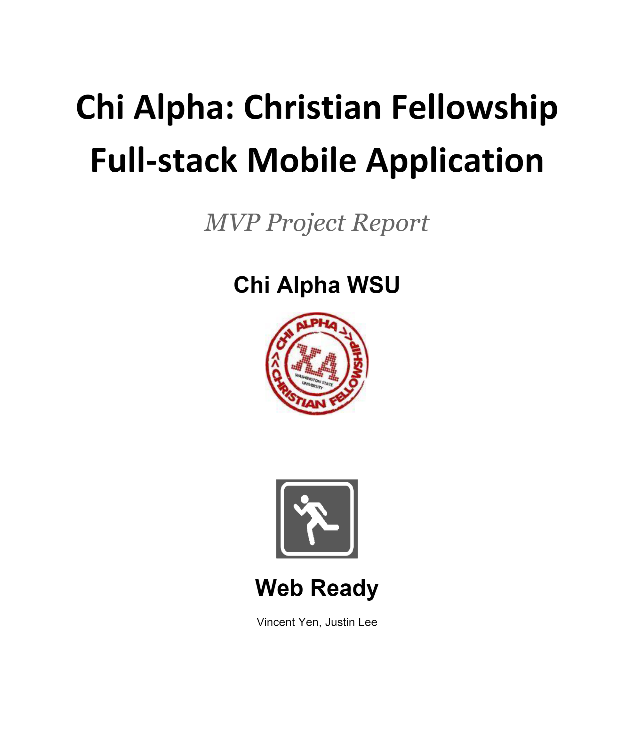 Chi Alpha: Christian Fellowship
Full-stack Mobile Application
MVP Project Report
Chi Alpha WSU
CHI ALPHA >>
<< CHRISTIAN FELLOWSHIP
XA
WASHINGTON STATE
UNIVERSITY
Web Ready
Vincent Yen, Justin Lee